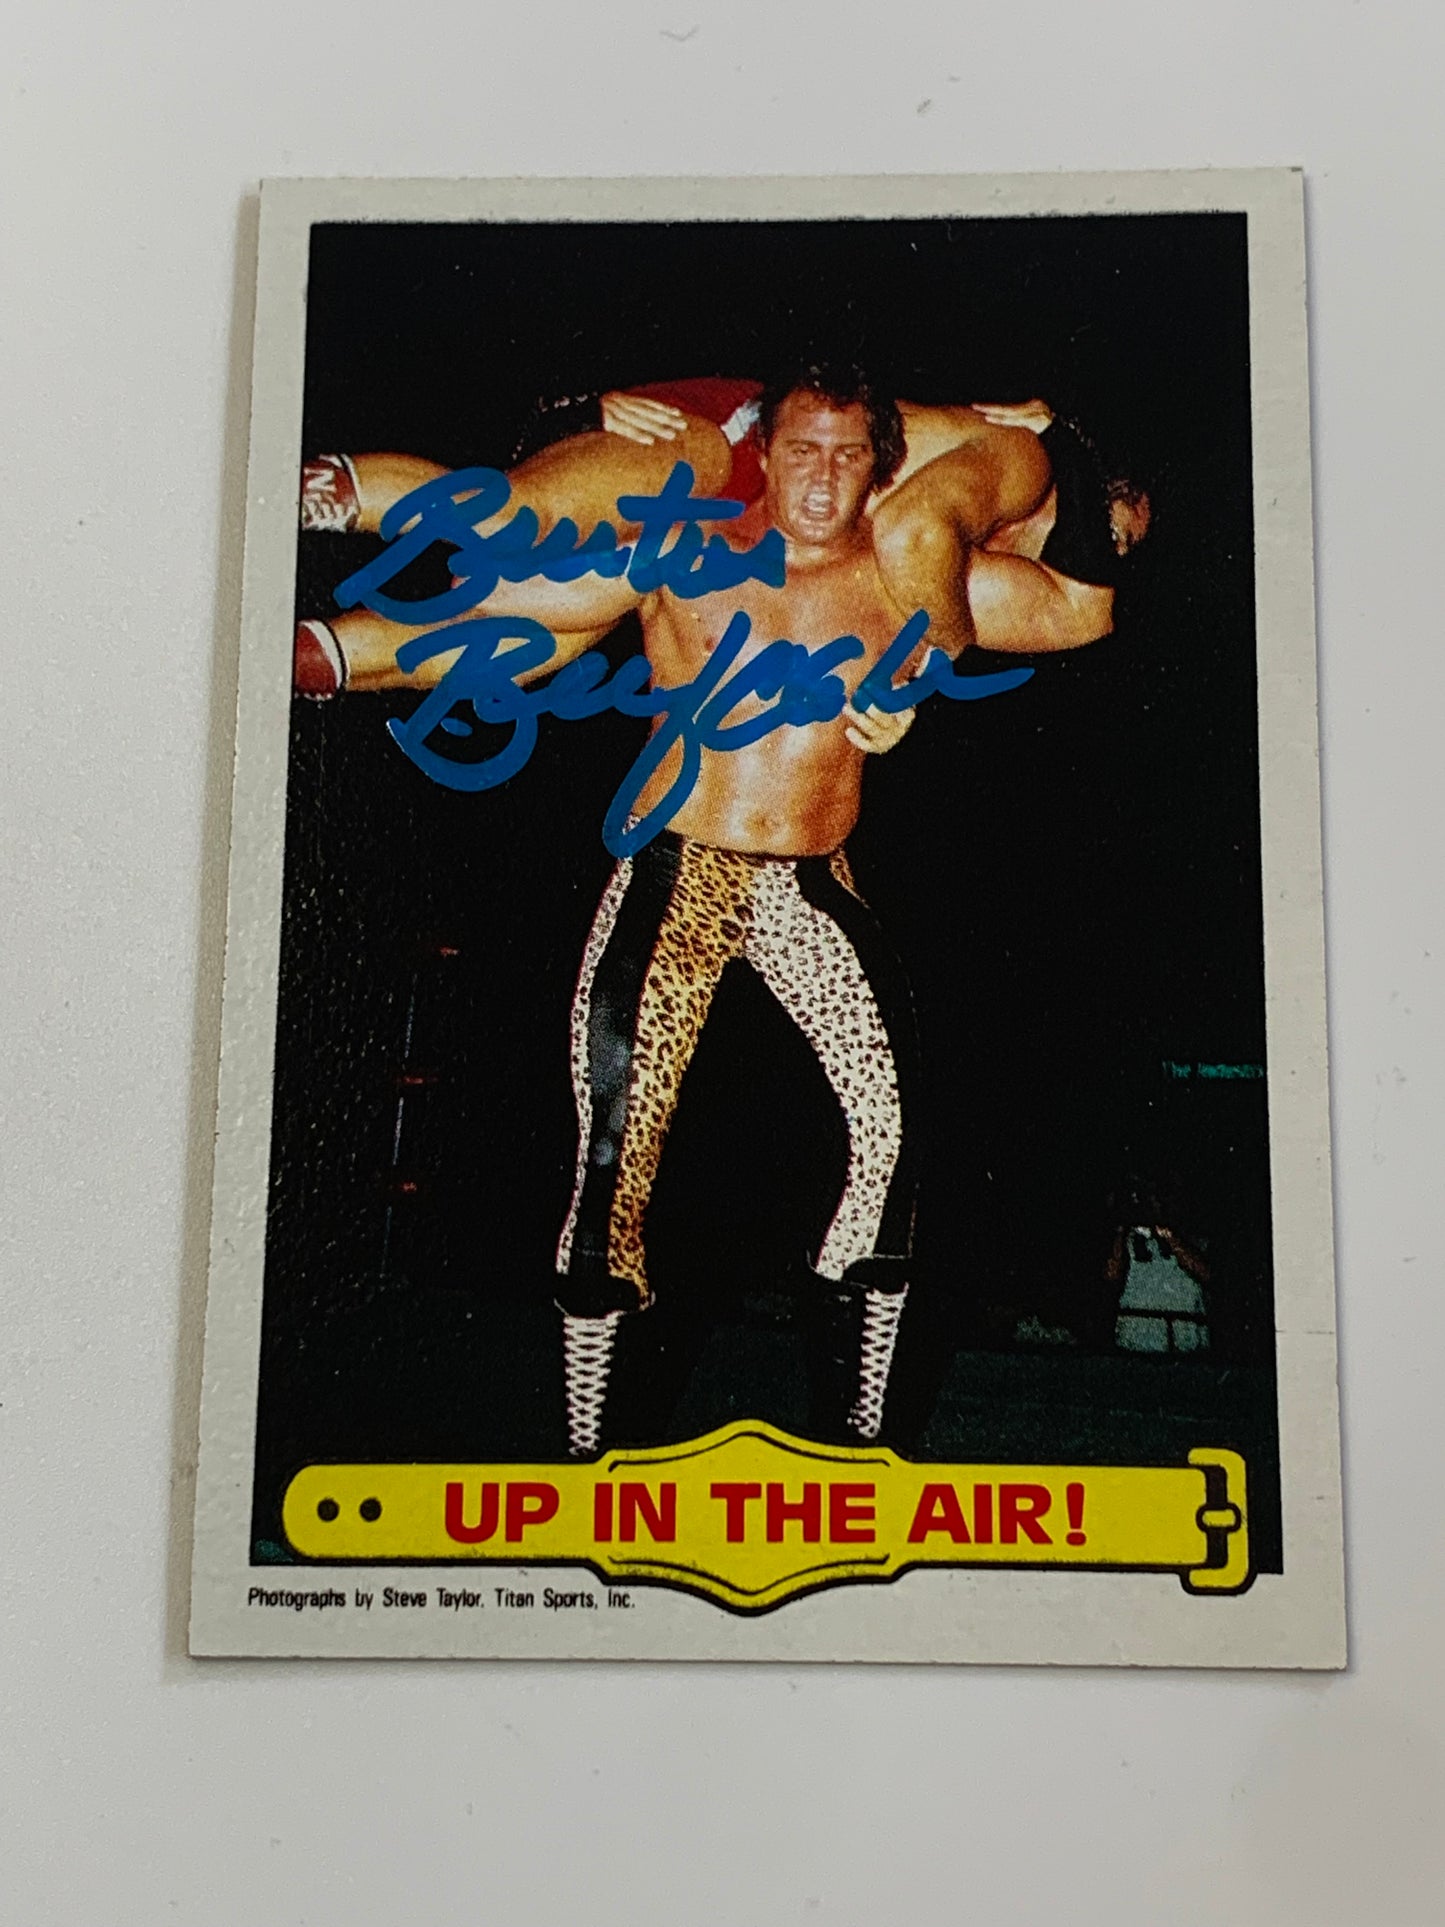 Brutus
Beefcake
UP IN THE AIR!
Photographs by Steve Taylor. Titan Sports, Inc.